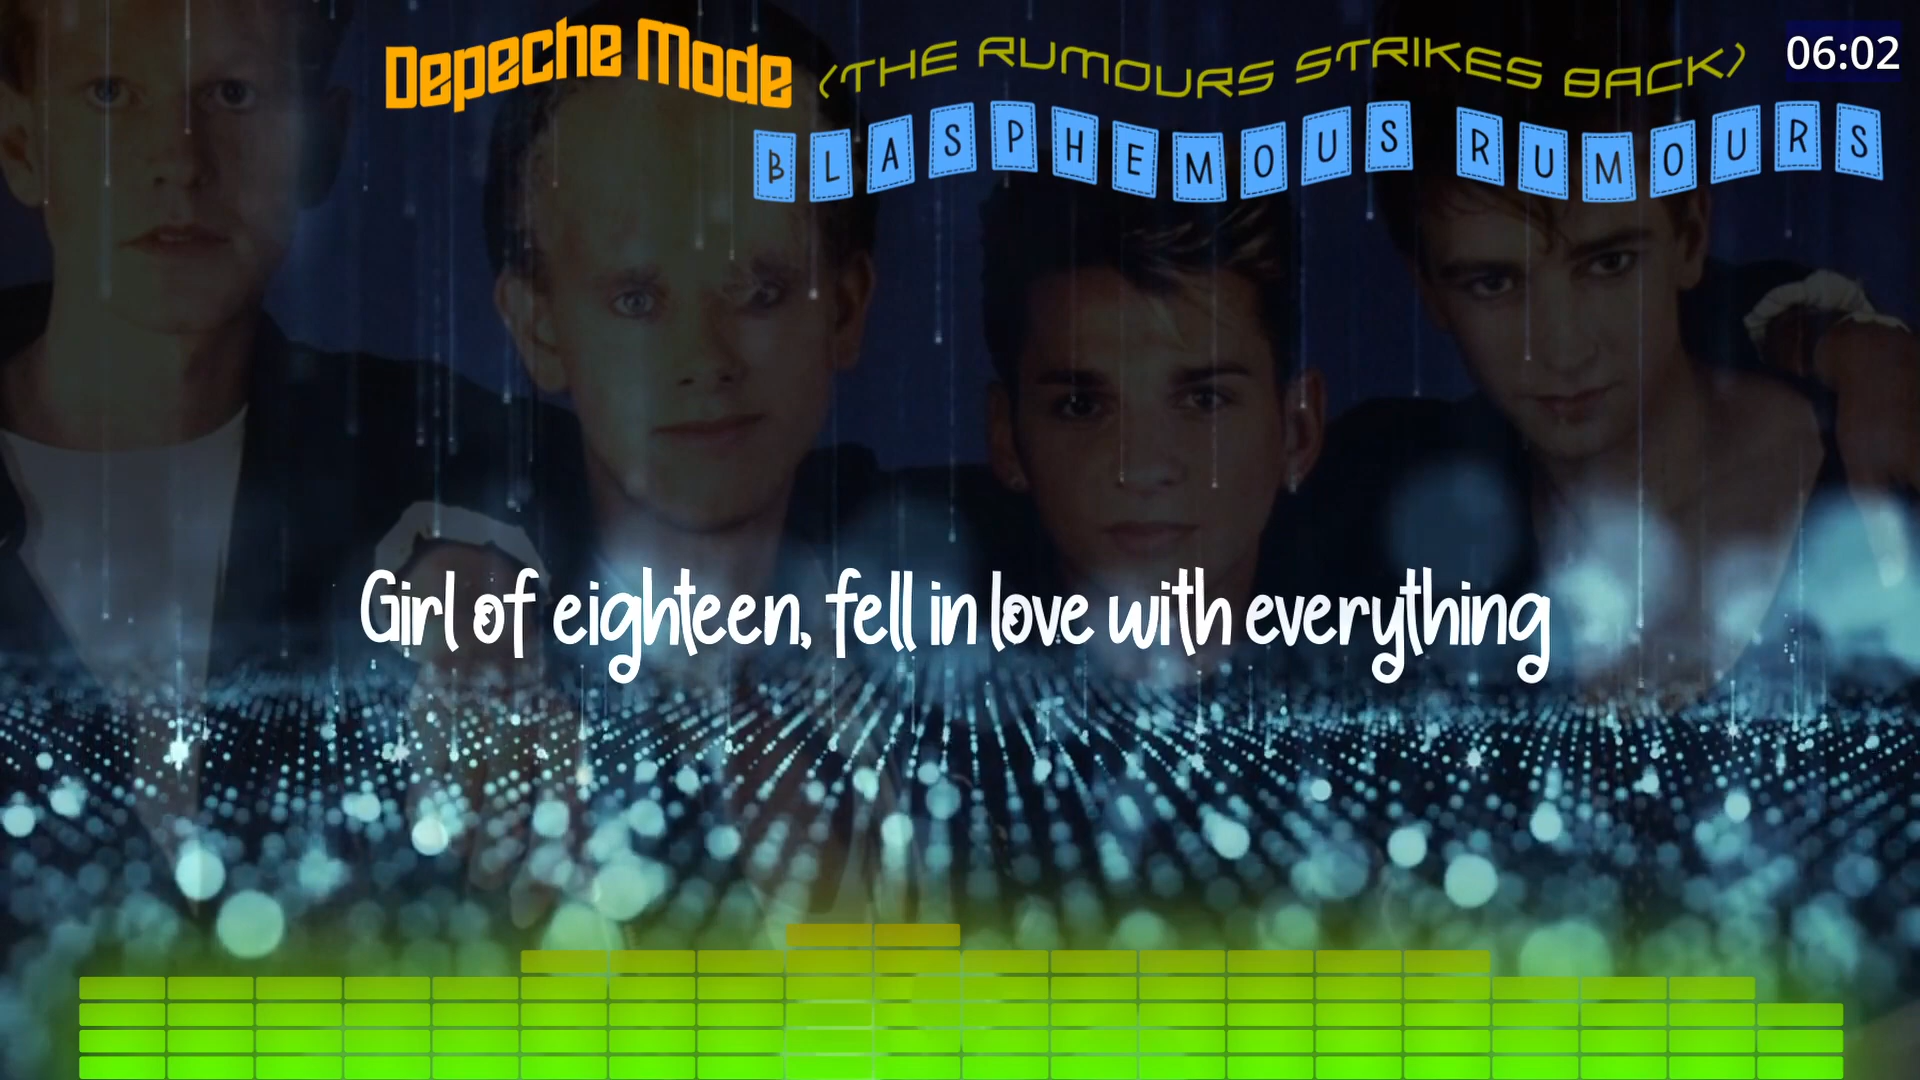 Depeche Mode (THE RUMOURS STRIKES BACK) 06:02
BLASPHEMOUS RUMOURS
Girl of eighteen, fell in love with everything